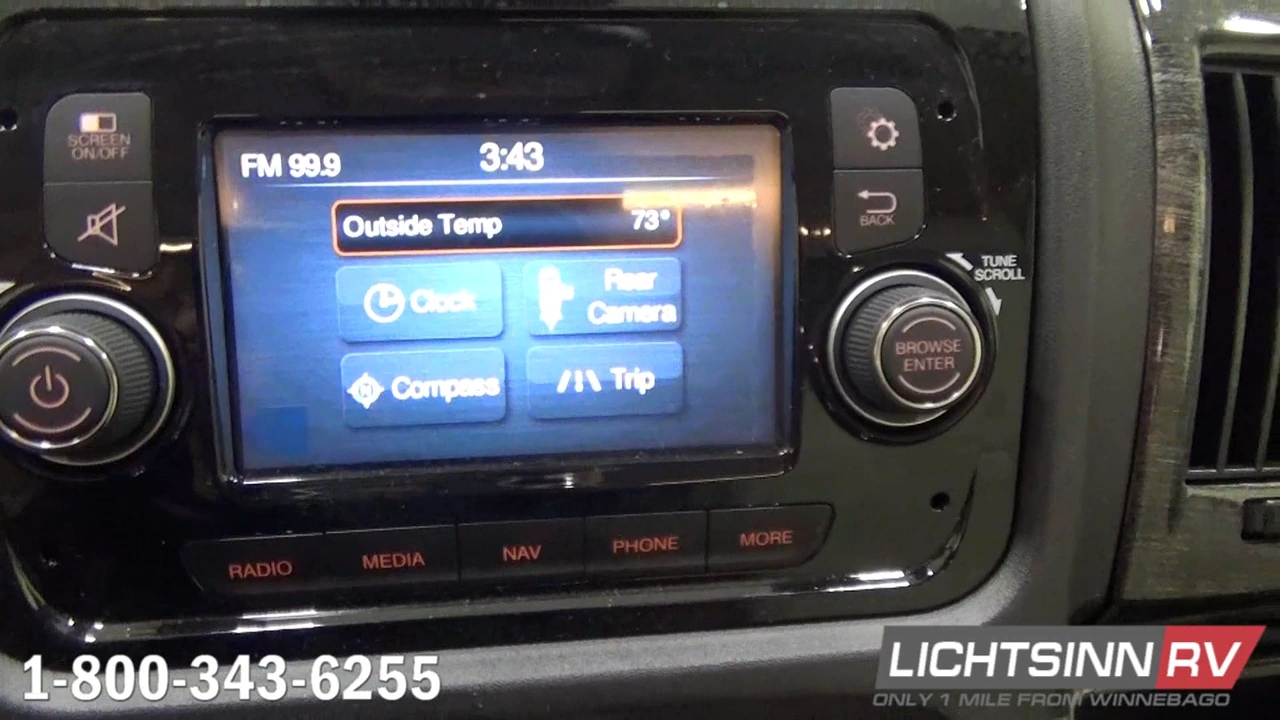 SCREEN
ON/OFF
FM 99.9
3:43
Outside Temp 73°
Clock
Rear
Camera
Compass
Trip
BACK
TUNE
SCROLL
BROWSE
ENTER
RADIO
MEDIA
NAV
PHONE
MORE
1-800-343-6255
LICHTSINN RV
ONLY 1 MILE FROM WINNEBAGO